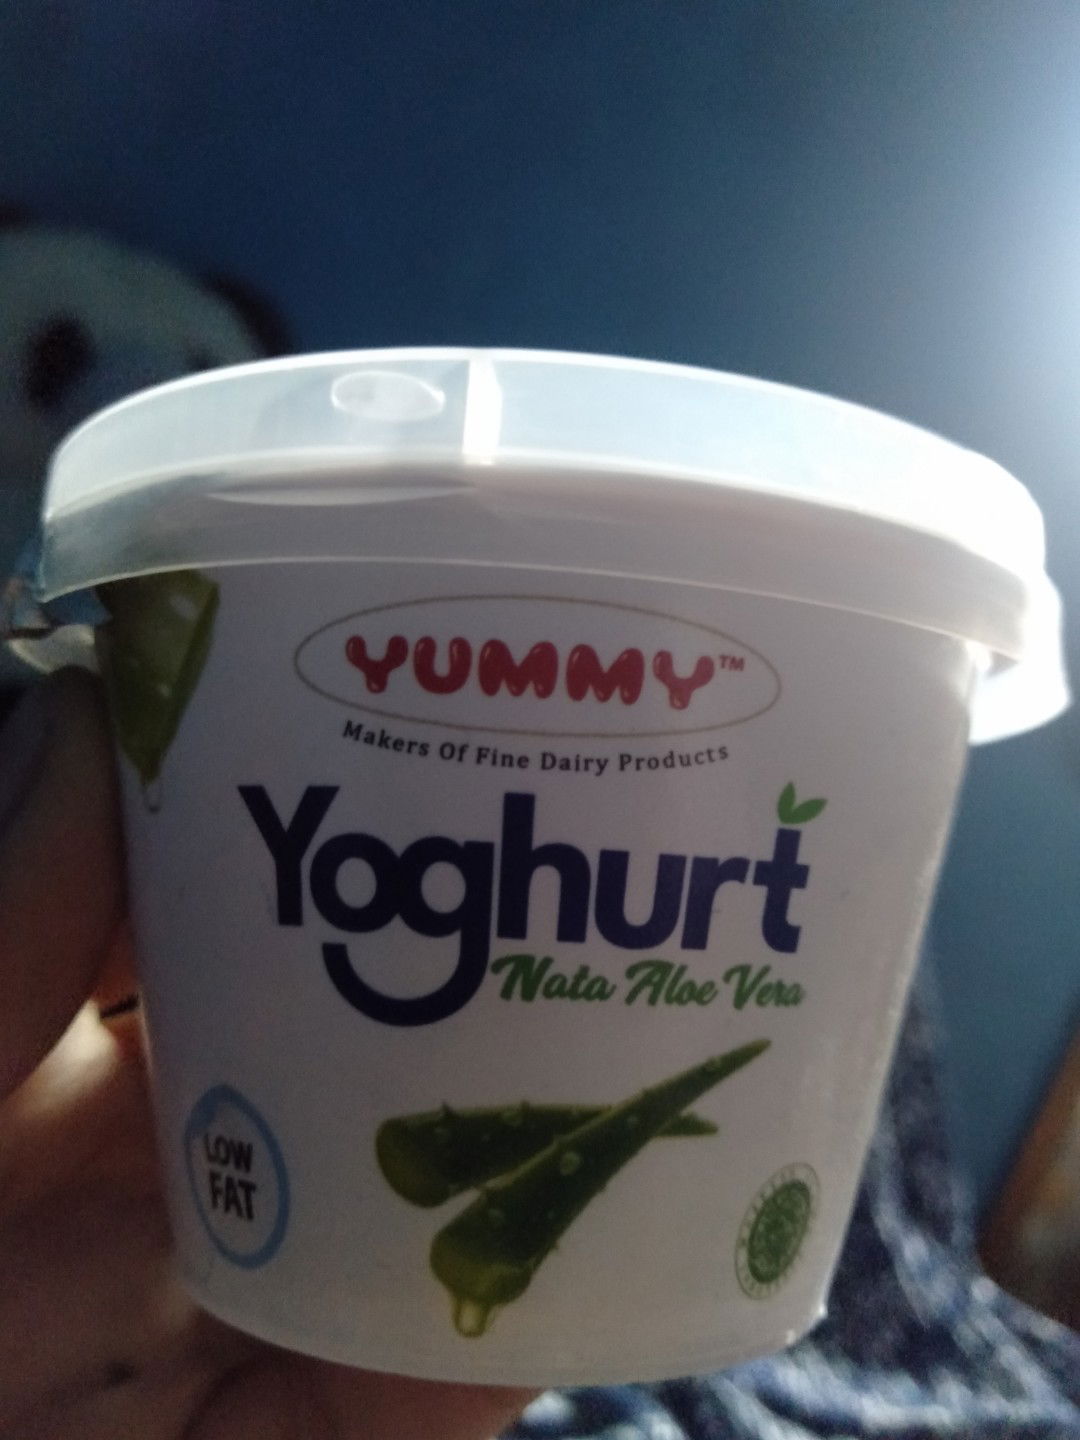 YUMMY™
Makers Of Fine Dairy Products
Yoghurt
Nata Aloe Vera
LOW
FAT